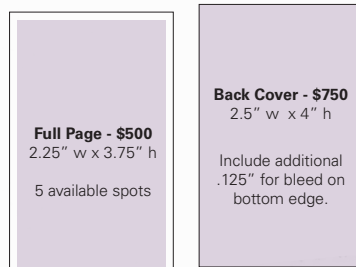 Full Page - $500
2.25” w x 3.75” h
5 available spots
Back Cover - $750
2.5” w x 4” h
Include additional
.125” for bleed on
bottom edge.